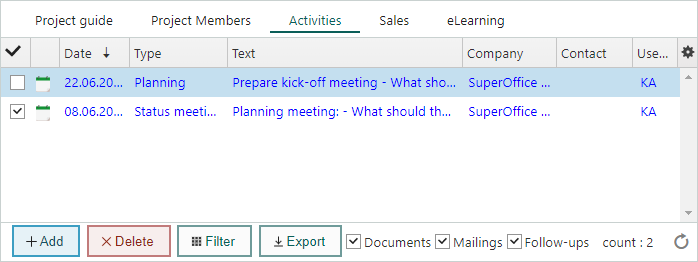 Project guide Project Members Activities Sales eLearning
Date ↓ Type Text Company Contact Use...
22.06.20... Planning Prepare kick-off meeting - What sho... SuperOffice ... KA
08.06.20... Status meeti... Planning meeting: - What should th... SuperOffice ... KA
+ Add × Delete Filter Export Documents Mailings Follow-ups count : 2